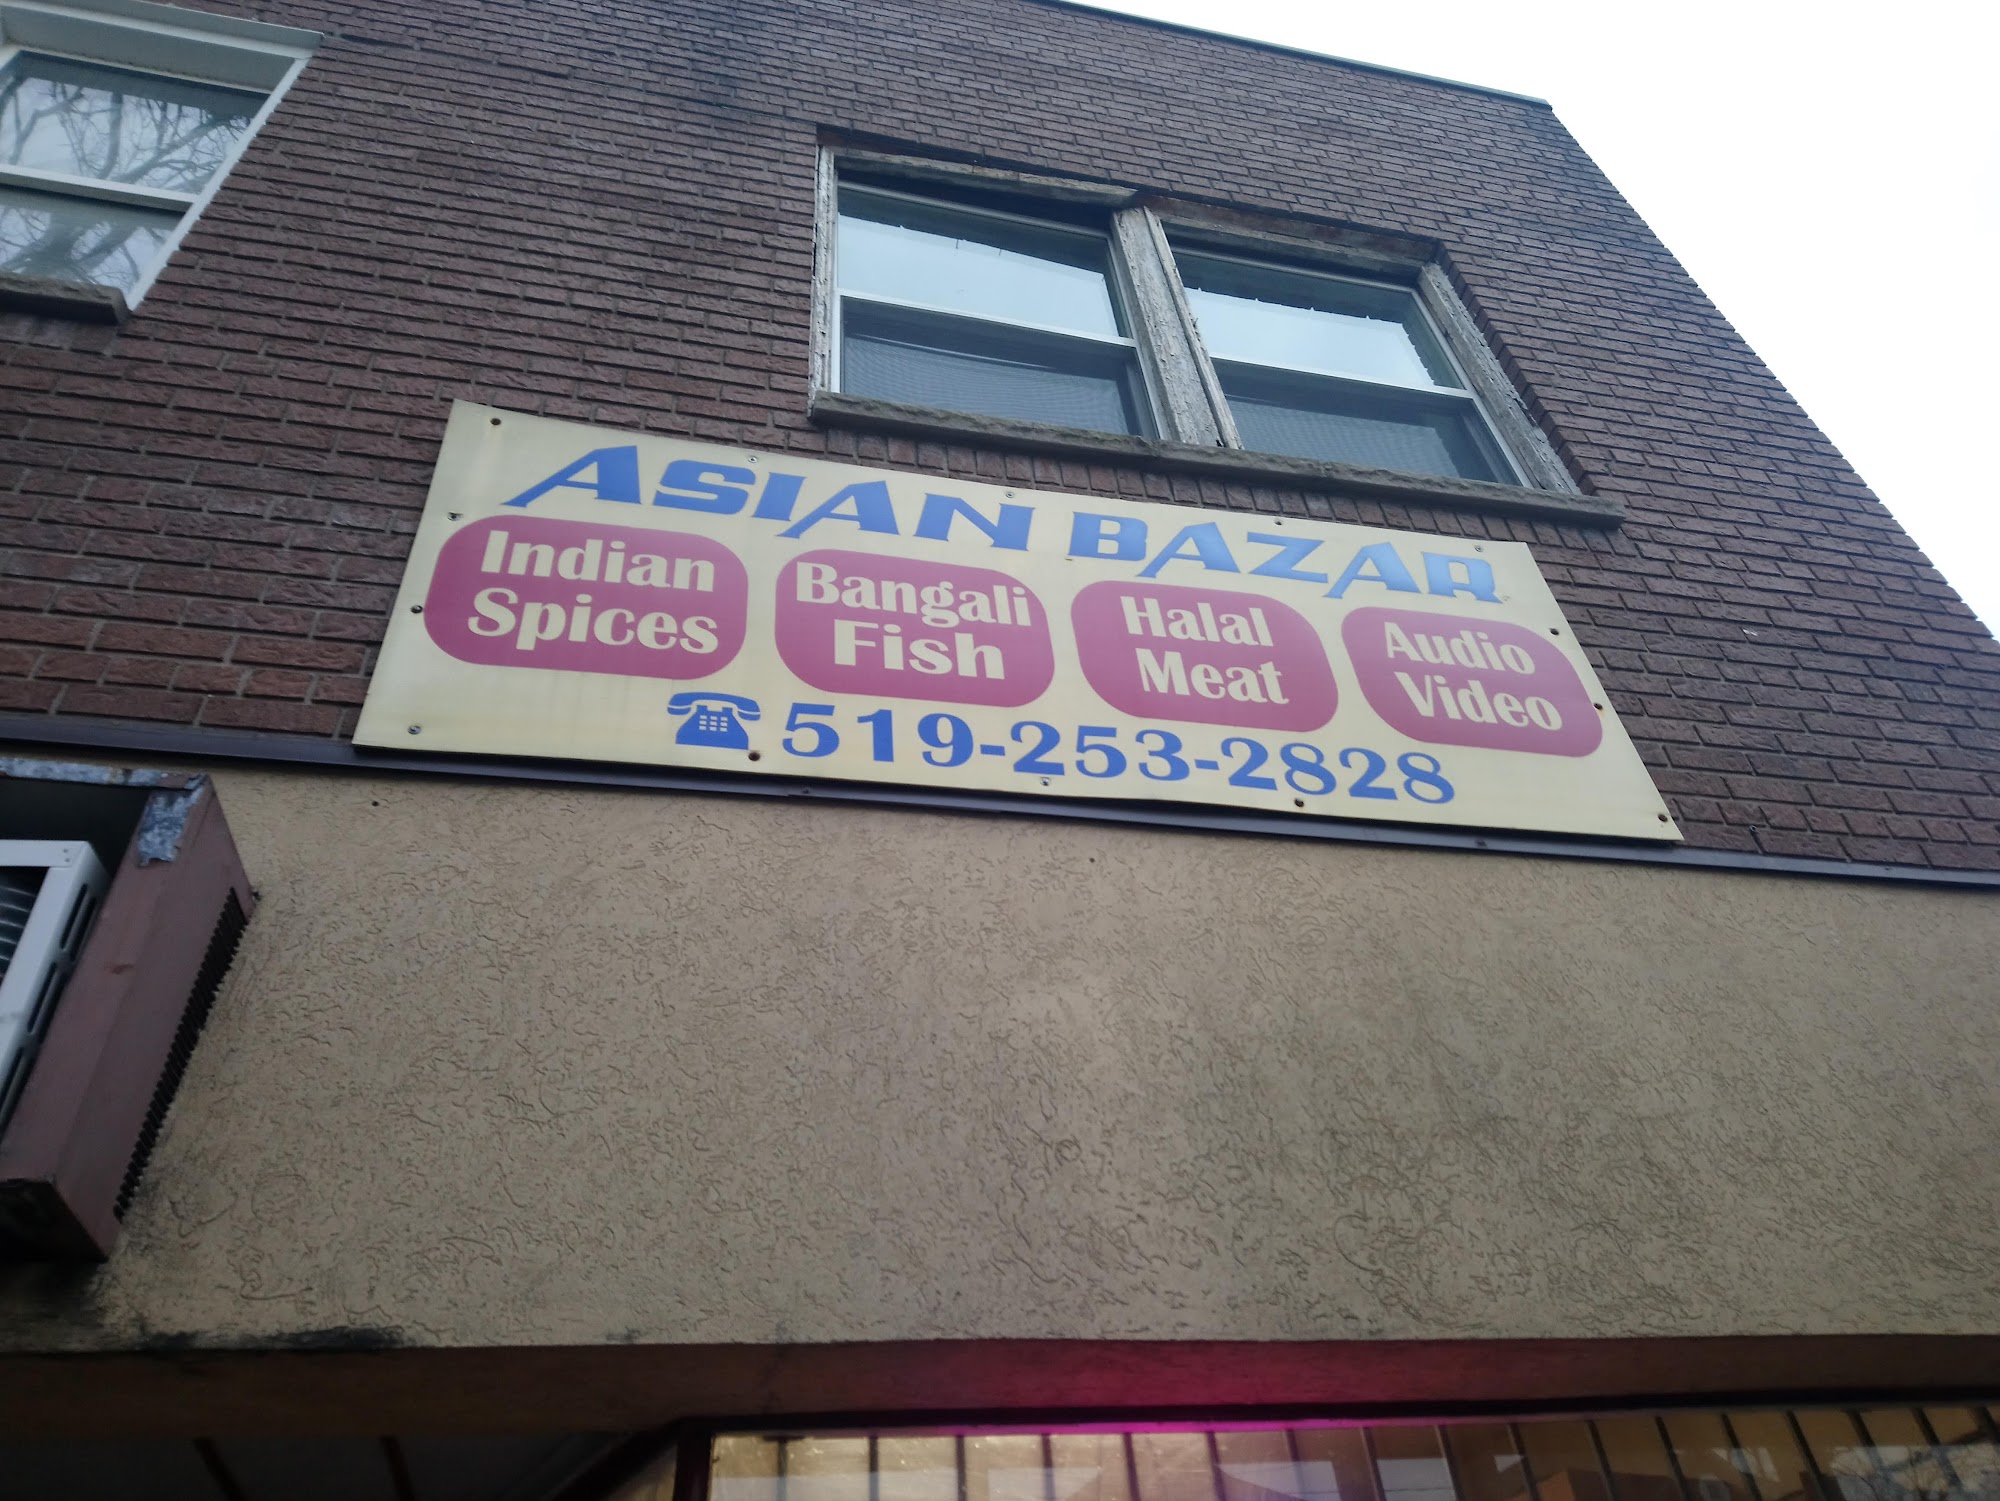 ASIAN BAZAR
Indian
Spices
Bangali
Fish
Halal
Meat
Audio
Video
519-253-2828